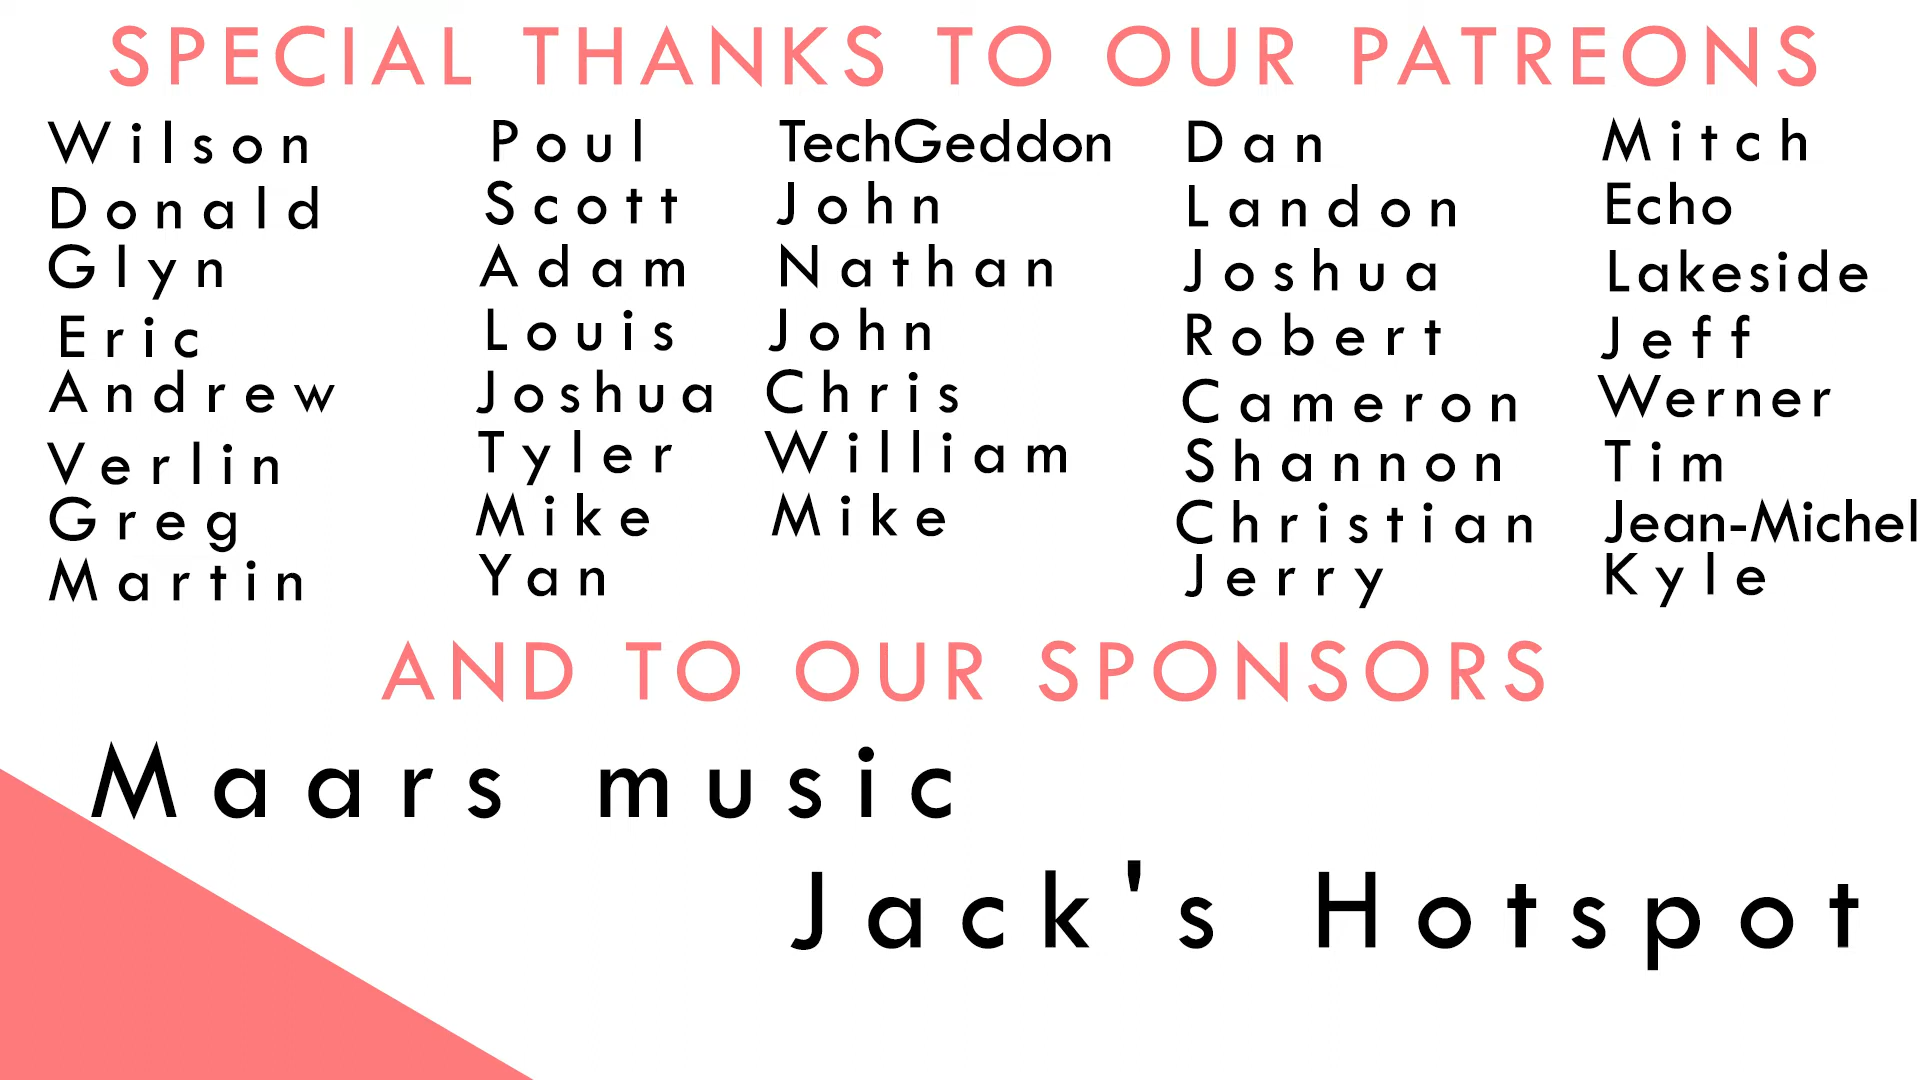 SPECIAL THANKS TO OUR PATREONS
Wilson
Donald
Glyn
Eric
Andrew
Verlin
Greg
Martin
Poul
Scott
Adam
Louis
Joshua
Tyler
Mike
Yan
TechGeddon
John
Nathan
John
Chris
William
Mike
Dan
Landon
Joshua
Robert
Cameron
Shannon
Christian
Jerry
Mitch
Echo
Lakeside
Jeff
Werner
Tim
Jean-Michel
Kyle
AND TO OUR SPONSORS
Maars music
Jack's Hotspot